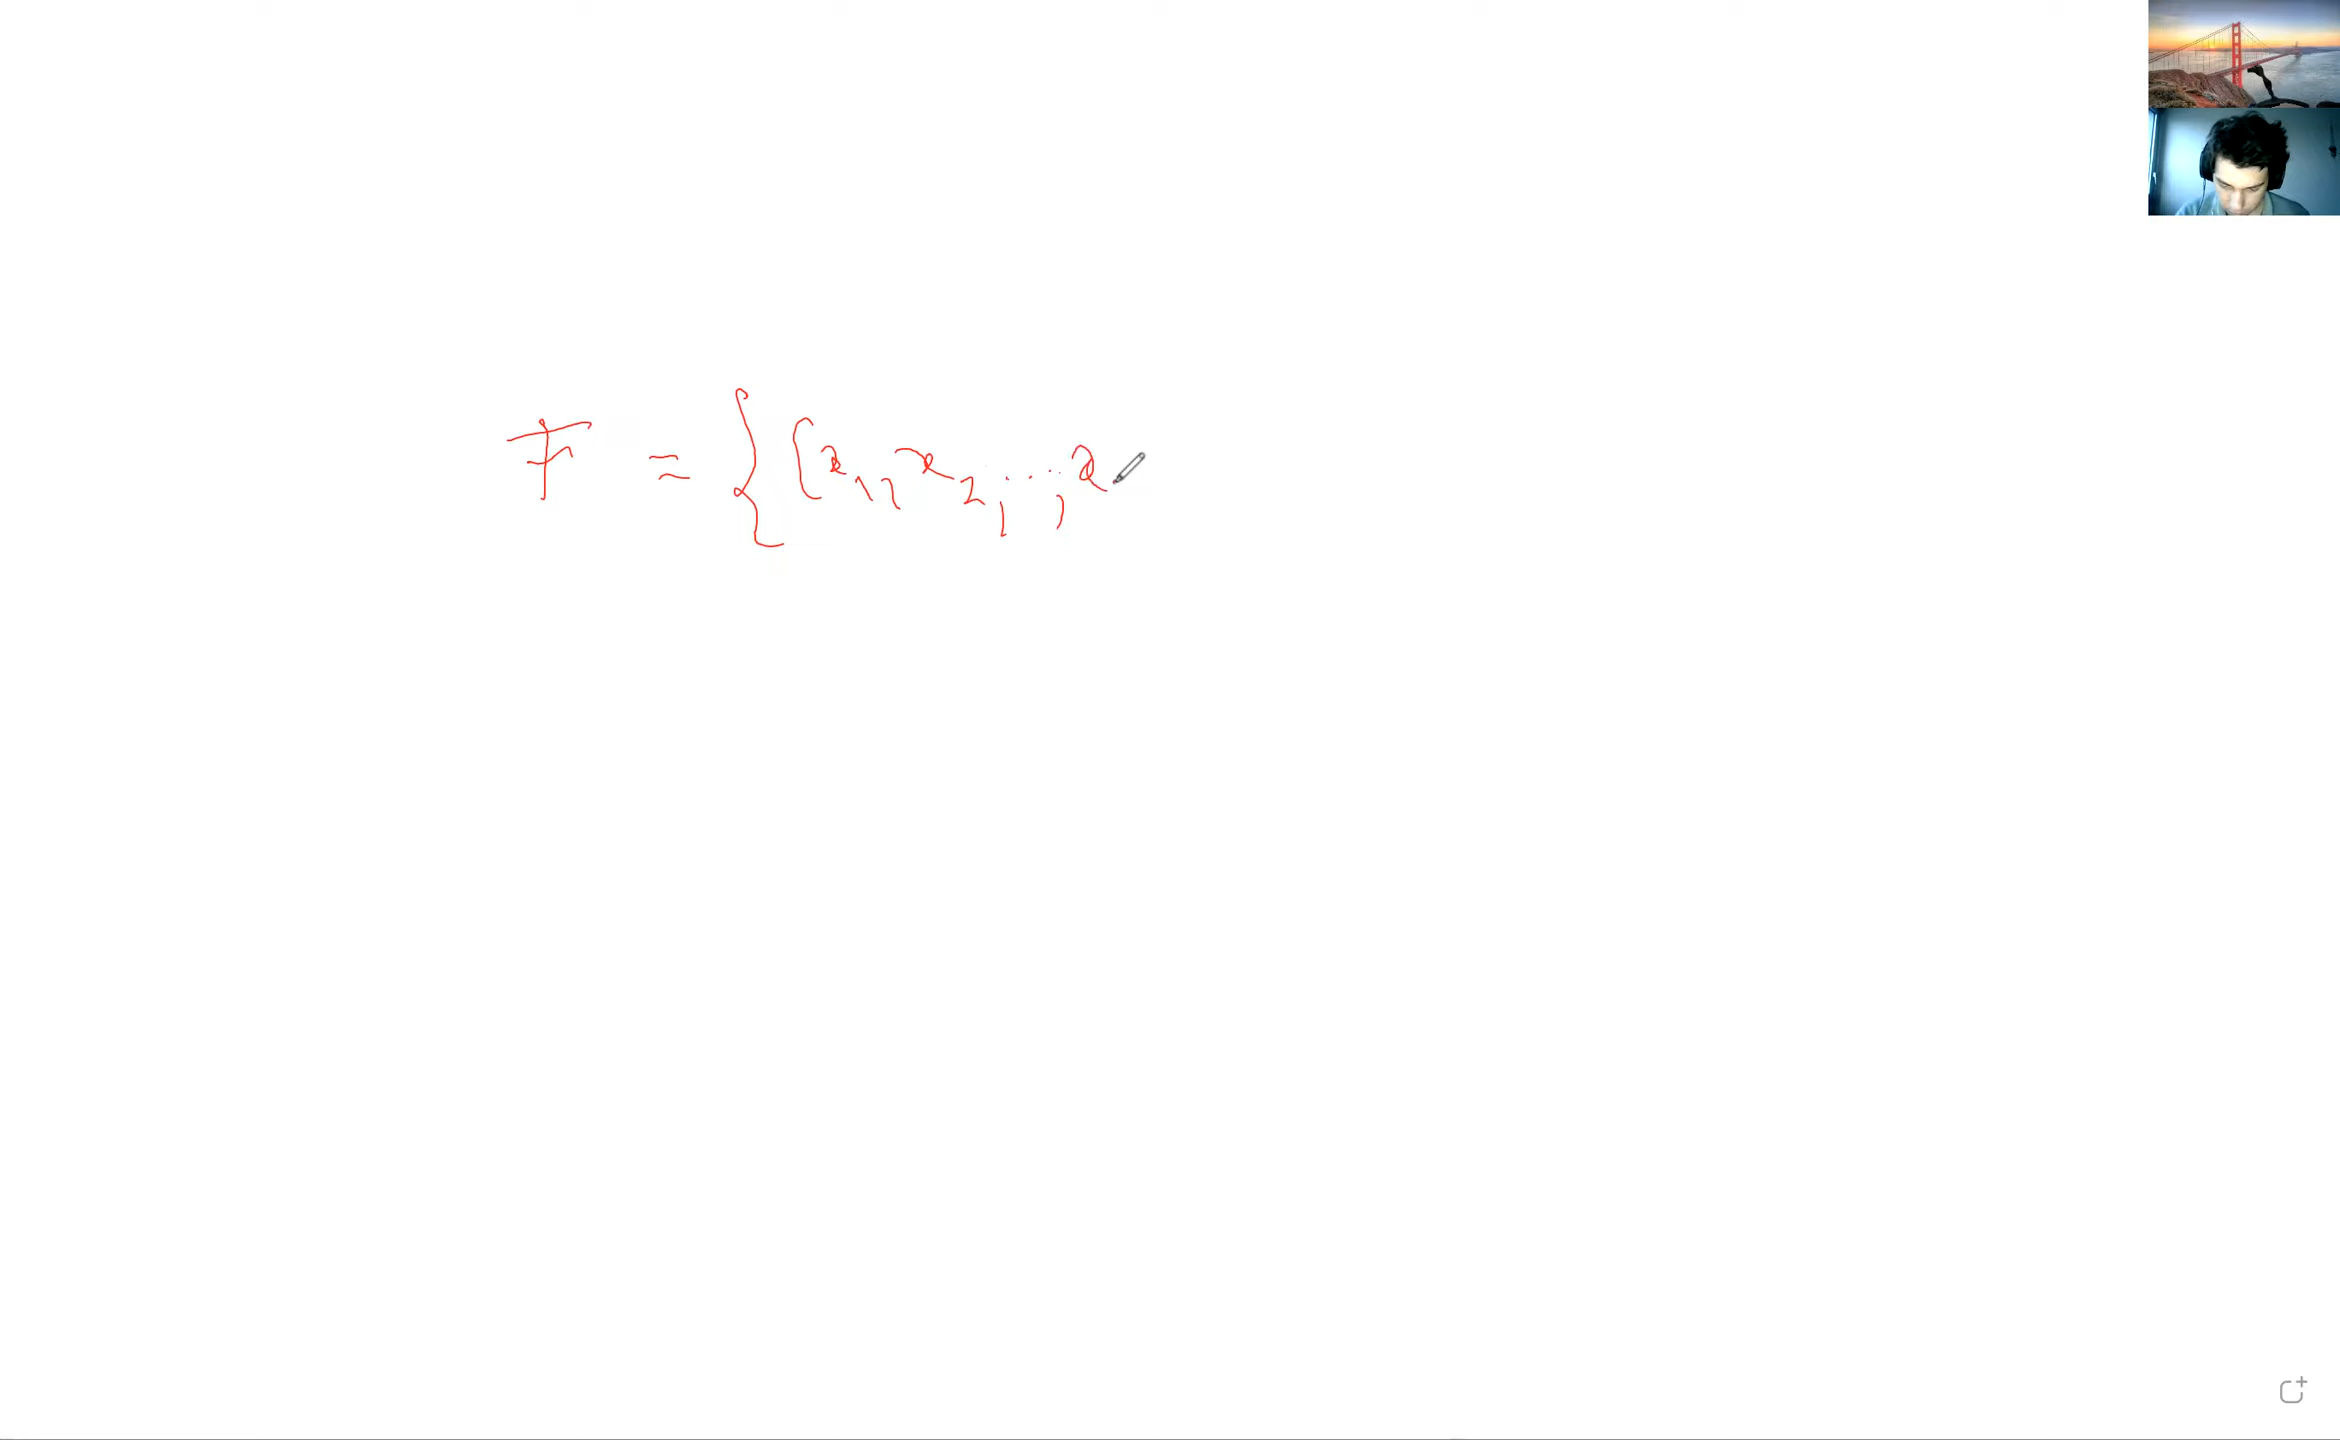 F = { (x₁, x₂, ..., x